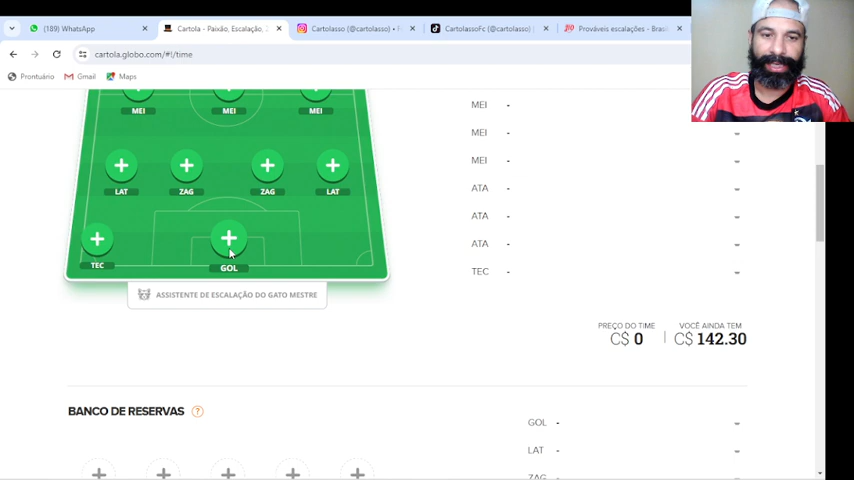 (189) WhatsApp
Cartola - Paixão, Escalação, 
Cartolasso (@cartolasso) •
CartolassoFc (@cartolasso)
Prováveis escalações - Brasil
cartola.globo.com/#!/time
Prontuário
Gmail
Maps
MEI
MEI
MEI
LAT
ZAG
ZAG
LAT
TEC
GOL
ASSISTENTE DE ESCALAÇÃO DO GATO MESTRE
MEI -
MEI -
MEI -
ATA -
ATA -
ATA -
TEC -
PREÇO DO TIME
C$ 0
VOCÊ AINDA TEM
C$ 142.30
BANCO DE RESERVAS ?
GOL -
LAT -
ZAG -